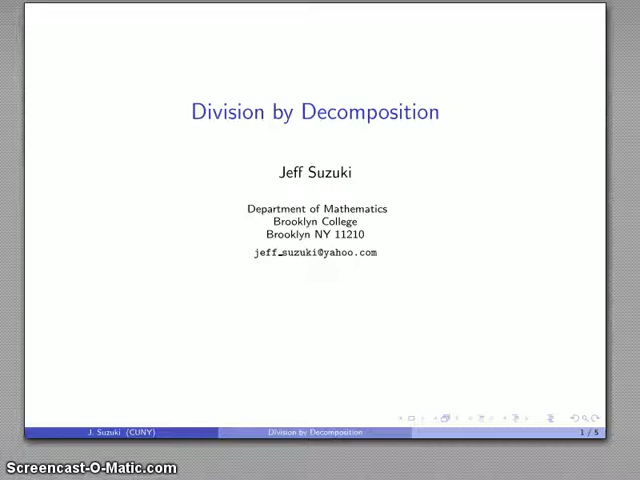 Division by Decomposition
Jeff Suzuki
Department of Mathematics
Brooklyn College
Brooklyn NY 11210
jeff_suzuki@yahoo.com
J. Suzuki (CUNY)
Division by Decomposition
1 / 5
Screencast-O-Matic.com